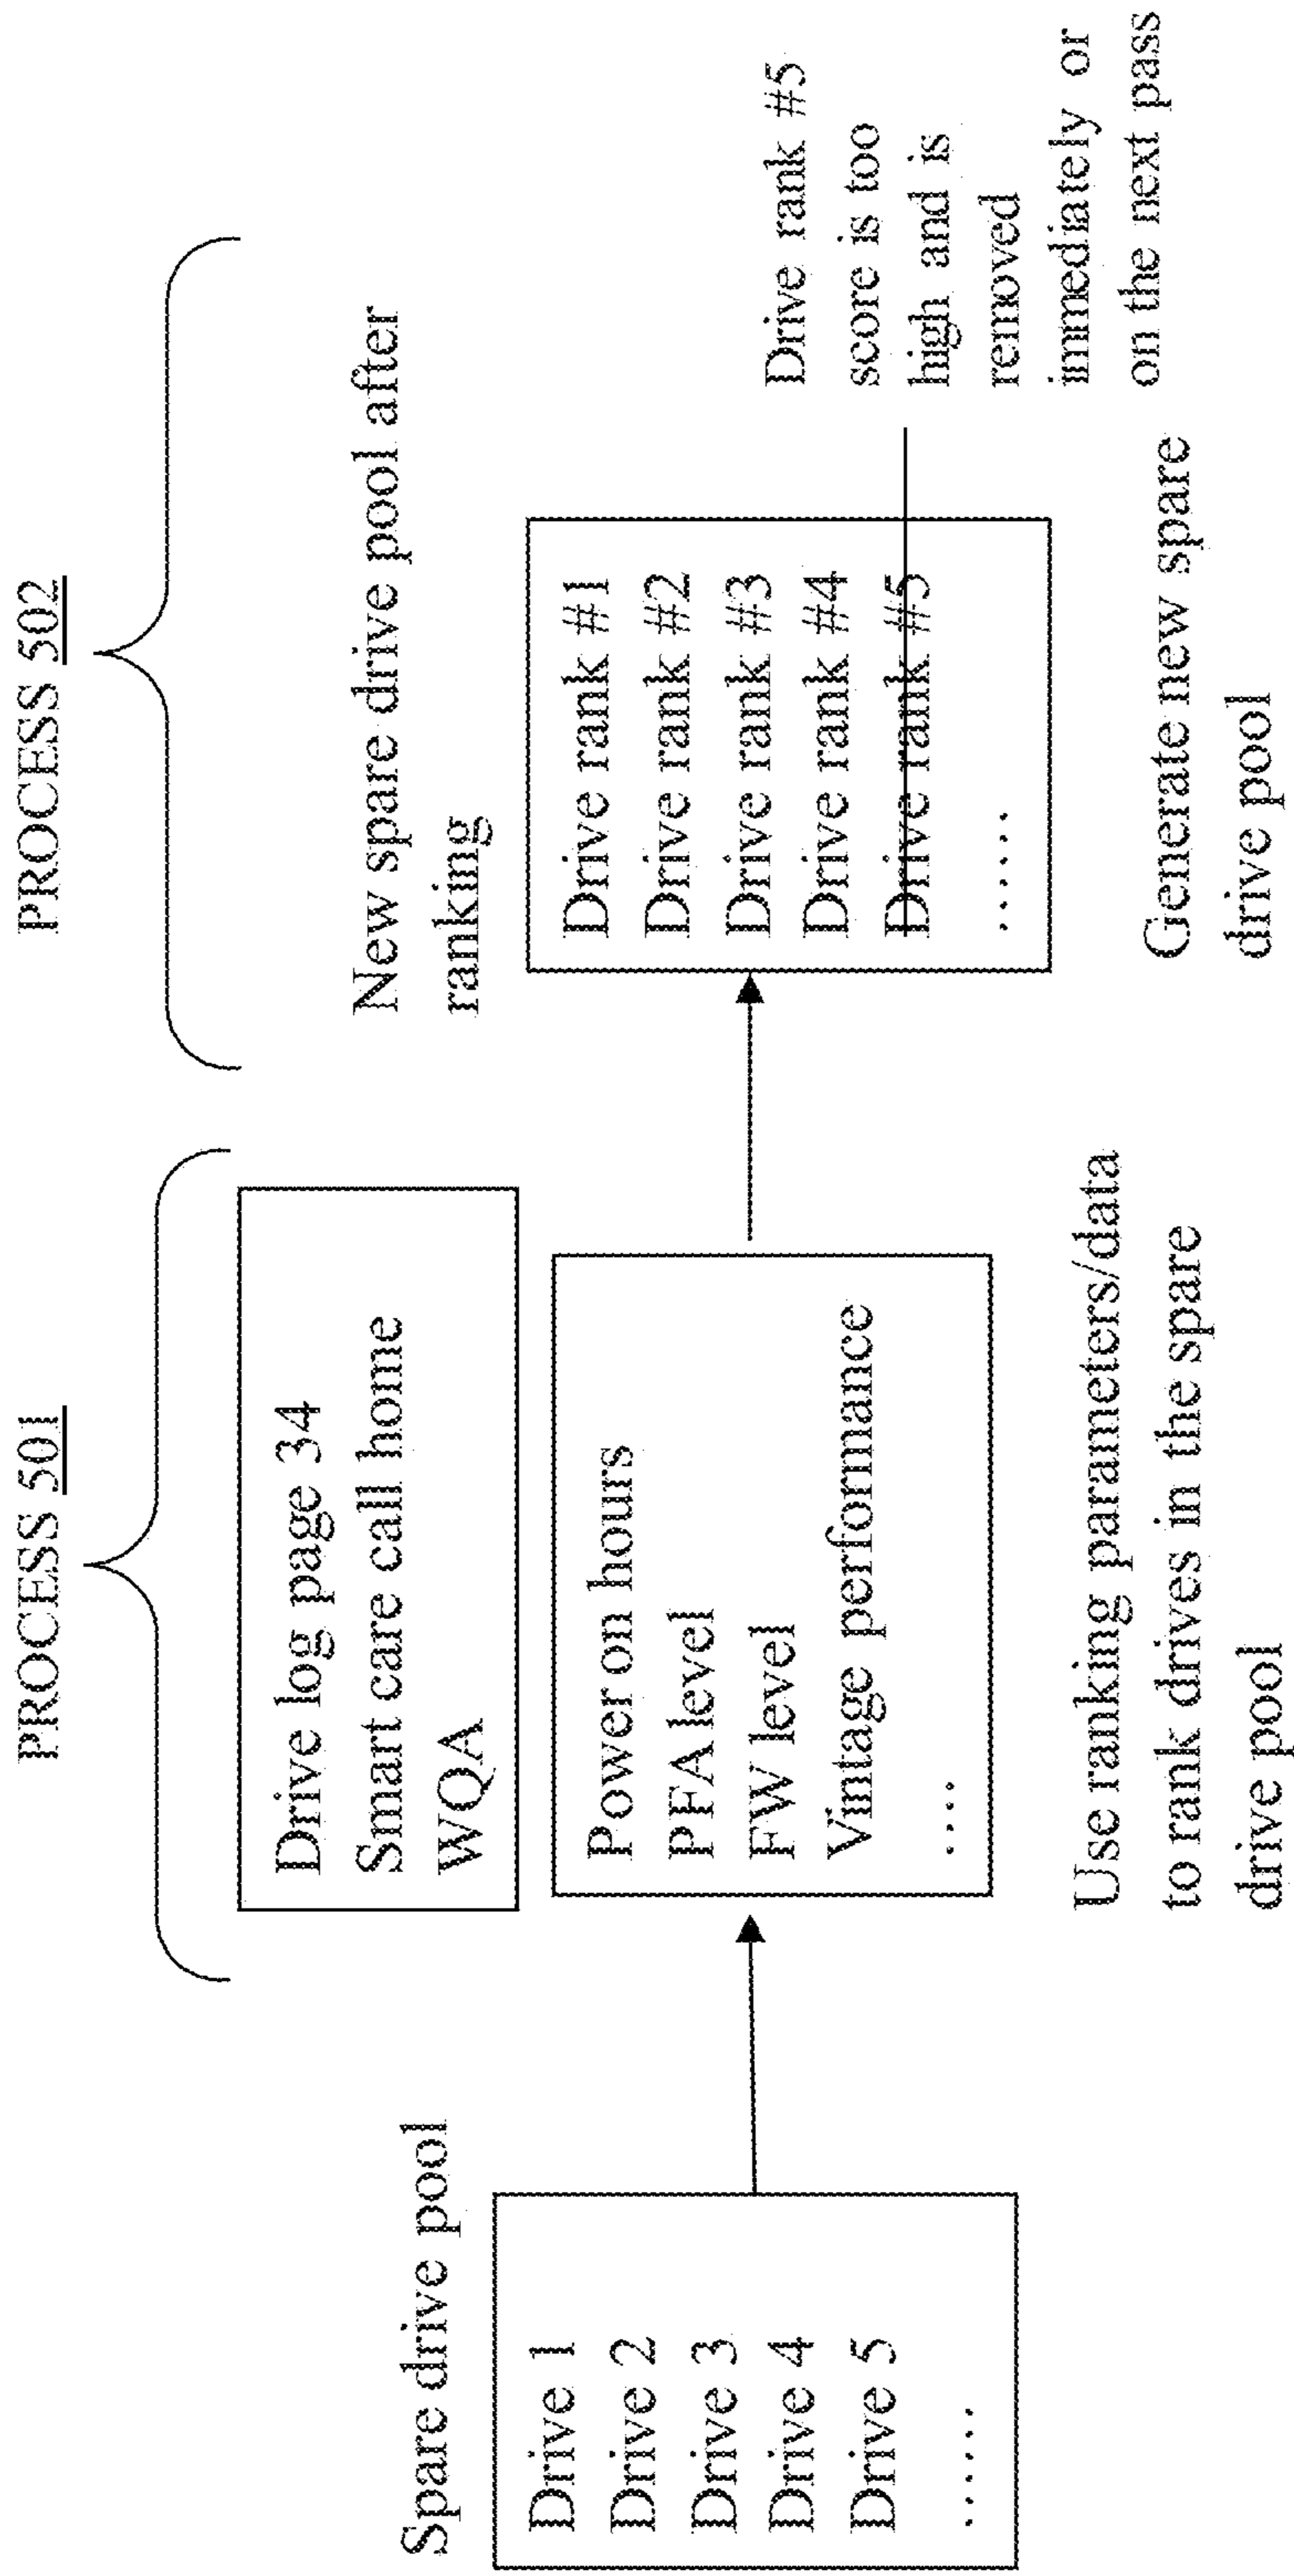 Spare drive pool
Drive 1
Drive 2
Drive 3
Drive 4
Drive 5
......
PROCESS 501
Drive log page 34
Smart care call home
WQA
Power on hours
PFA level
FW level
Vintage performance
....
Use ranking parameters/data
to rank drives in the spare
drive pool
PROCESS 502
New spare drive pool after
ranking
Drive rank #1
Drive rank #2
Drive rank #3
Drive rank #4
Drive rank #5
......
Generate new spare
drive pool
Drive rank #5
score is too
high and is
removed
immediately or
on the next pass